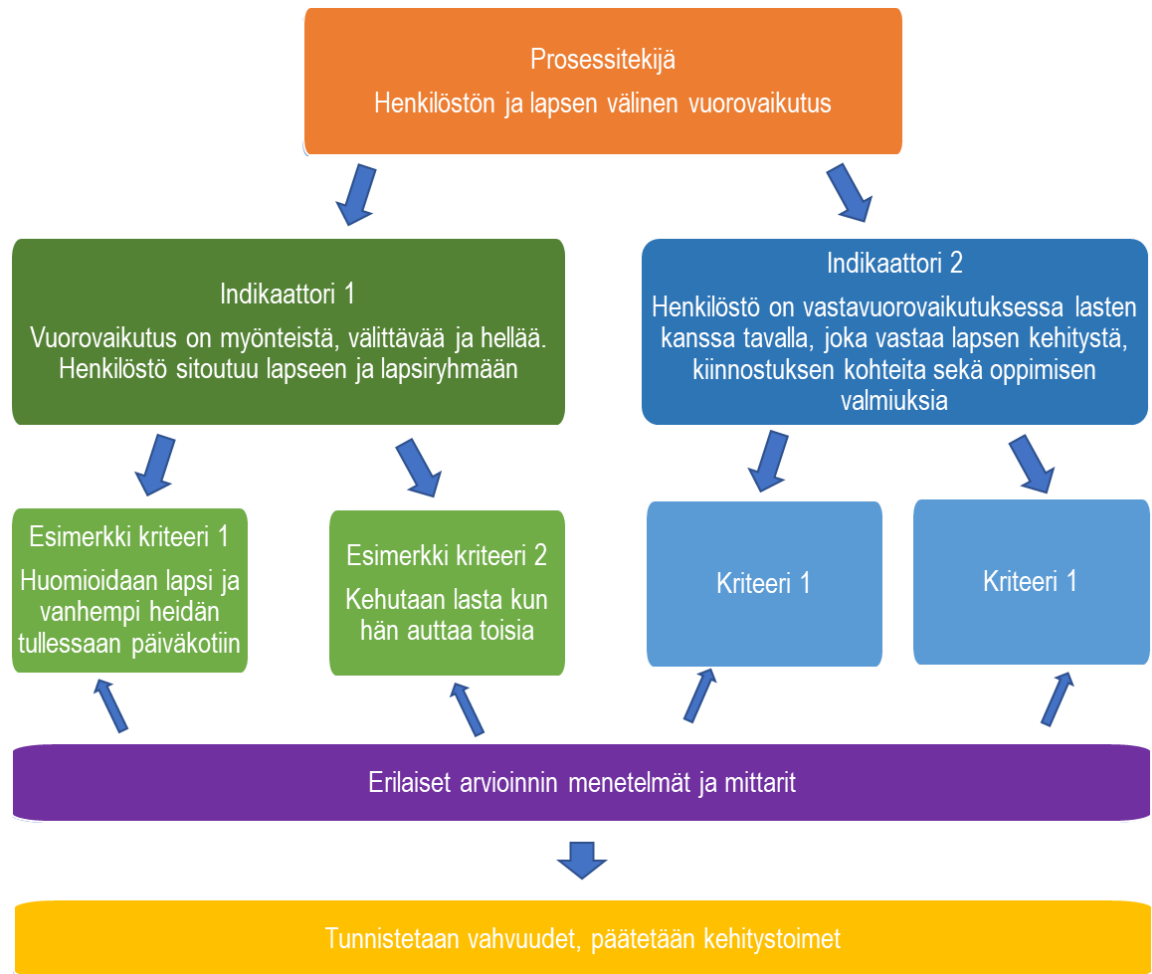 Prosessitekijä
Henkilöstön ja lapsen välinen vuorovaikutus
Indikaattori 1
Vuorovaikutus on myönteistä, välittävää ja hellää.
Henkilöstö sitoutuu lapseen ja lapsiryhmään
Indikaattori 2
Henkilöstö on vastavuorovaikutuksessa lasten
kanssa tavalla, joka vastaa lapsen kehitystä,
kiinnostuksen kohteita sekä oppimisen
valmiuksia
Esimerkki kriteeri 1
Huomioidaan lapsi ja
vanhempi heidän
tullessaan päiväkotiin
Esimerkki kriteeri 2
Kehutaan lasta kun
hän auttaa toisia
Kriteeri 1
Kriteeri 1
Erilaiset arvioinnin menetelmät ja mittarit
Tunnistetaan vahvuudet, päätetään kehitystoimet